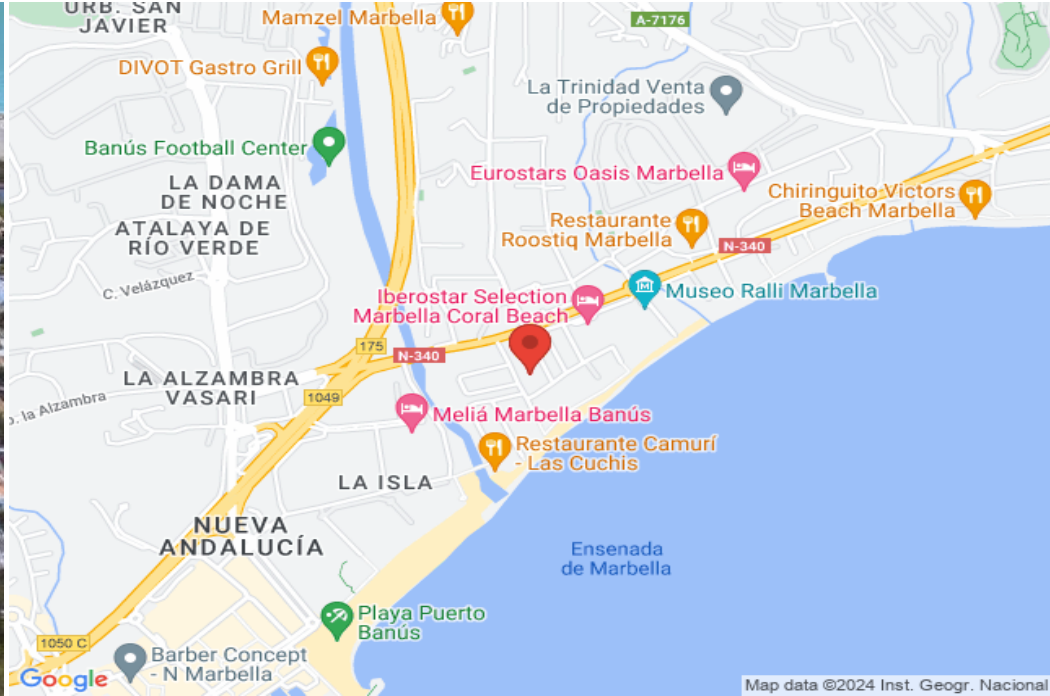 URB. SAN
JAVIER
Mamzel Marbella
A-7176
DIVOT Gastro Grill
La Trinidad Venta
de Propiedades
Banús Football Center
Eurostars Oasis Marbella
LA DAMA
DE NOCHE
Chiringuito Victors
Beach Marbella
ATALAYA DE
RÍO VERDE
Restaurante
Roostiq Marbella
N-340
C. Velázquez
Iberostar Selection
Marbella Coral Beach
Museo Ralli Marbella
175
N-340
LA ALZAMBRA
VASARI
1049
la Alzambra
Meliá Marbella Banús
Restaurante Camurí
- Las Cuchis
LA ISLA
NUEVA
ANDALUCÍA
Ensenada
de Marbella
Playa Puerto
Banús
1050 C
Barber Concept
- N Marbella
Google
Map data ©2024 Inst. Geogr. Nacional